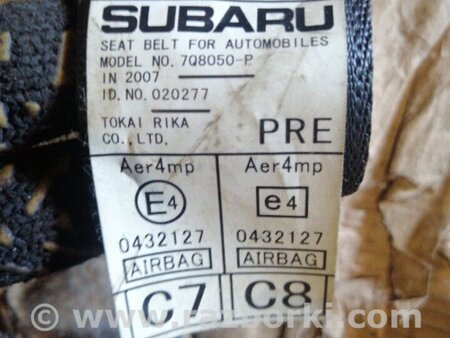 SUBARU
SEAT BELT FOR AUTOMOBILES
MODEL NO. 7Q8050-P
IN 2007
ID.NO. 020277
TOKAI RIKA
CO., LTD. PRE
Aer4mp Aer4mp
E4 e4
0432127 0432127
AIRBAG AIRBAG
C7 C8
© www.razborki.com